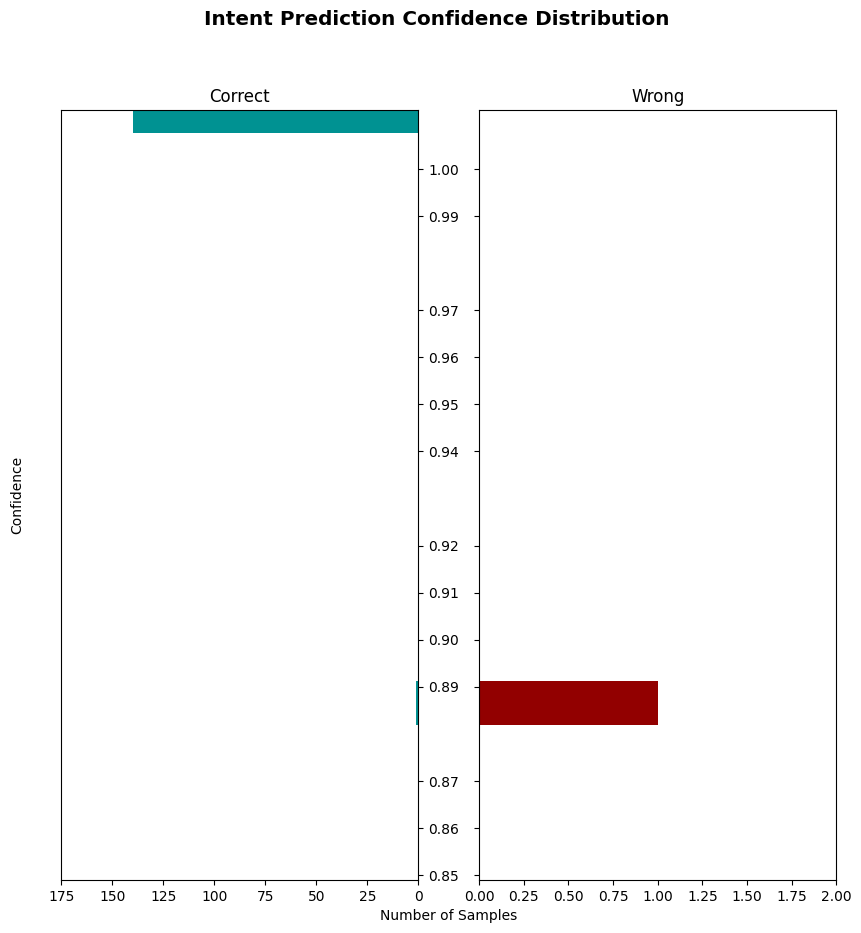 Intent Prediction Confidence Distribution
Correct
Wrong
1.00
0.99
0.97
0.96
0.95
0.94
Confidence
0.92
0.91
0.90
0.89
0.87
0.86
0.85
175 150 125 100 75 50 25 0
0.00 0.25 0.50 0.75 1.00 1.25 1.50 1.75 2.00
Number of Samples